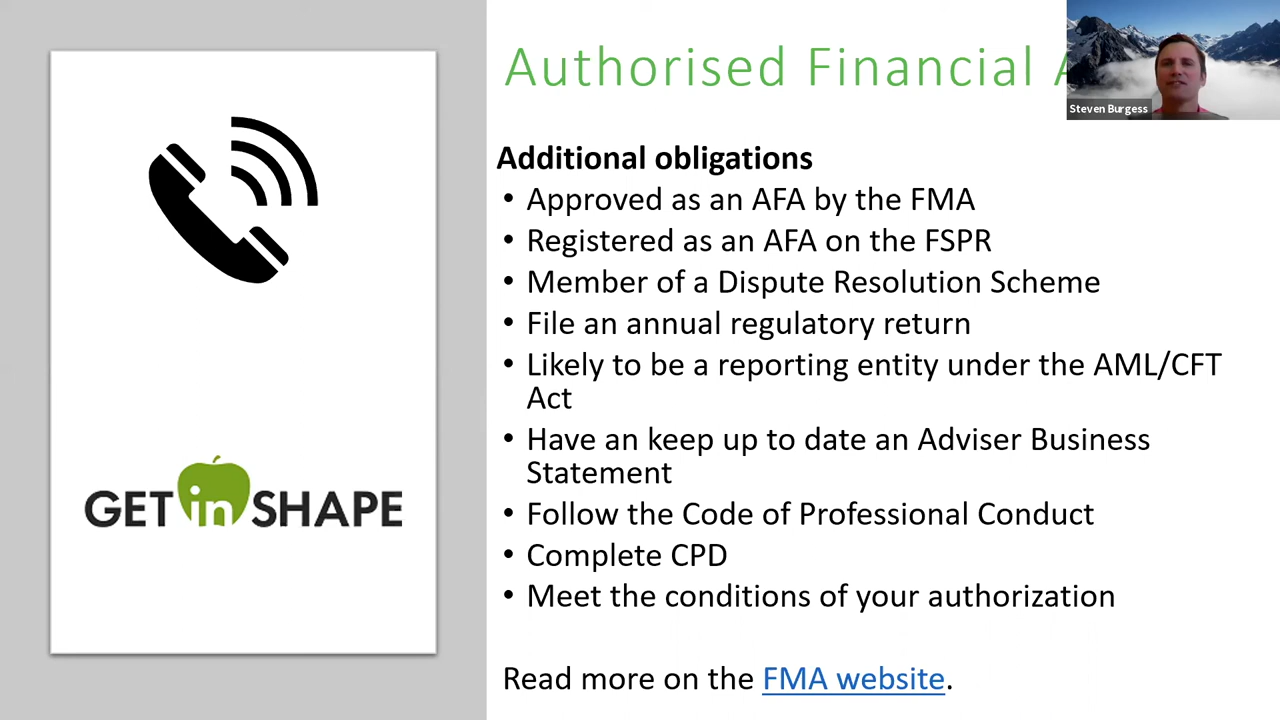 Authorised Financial A
Steven Burgess
Additional obligations
• Approved as an AFA by the FMA
• Registered as an AFA on the FSPR
• Member of a Dispute Resolution Scheme
• File an annual regulatory return
• Likely to be a reporting entity under the AML/CFT
Act
• Have an keep up to date an Adviser Business
Statement
• Follow the Code of Professional Conduct
• Complete CPD
• Meet the conditions of your authorization
Read more on the FMA website.
GET in SHAPE